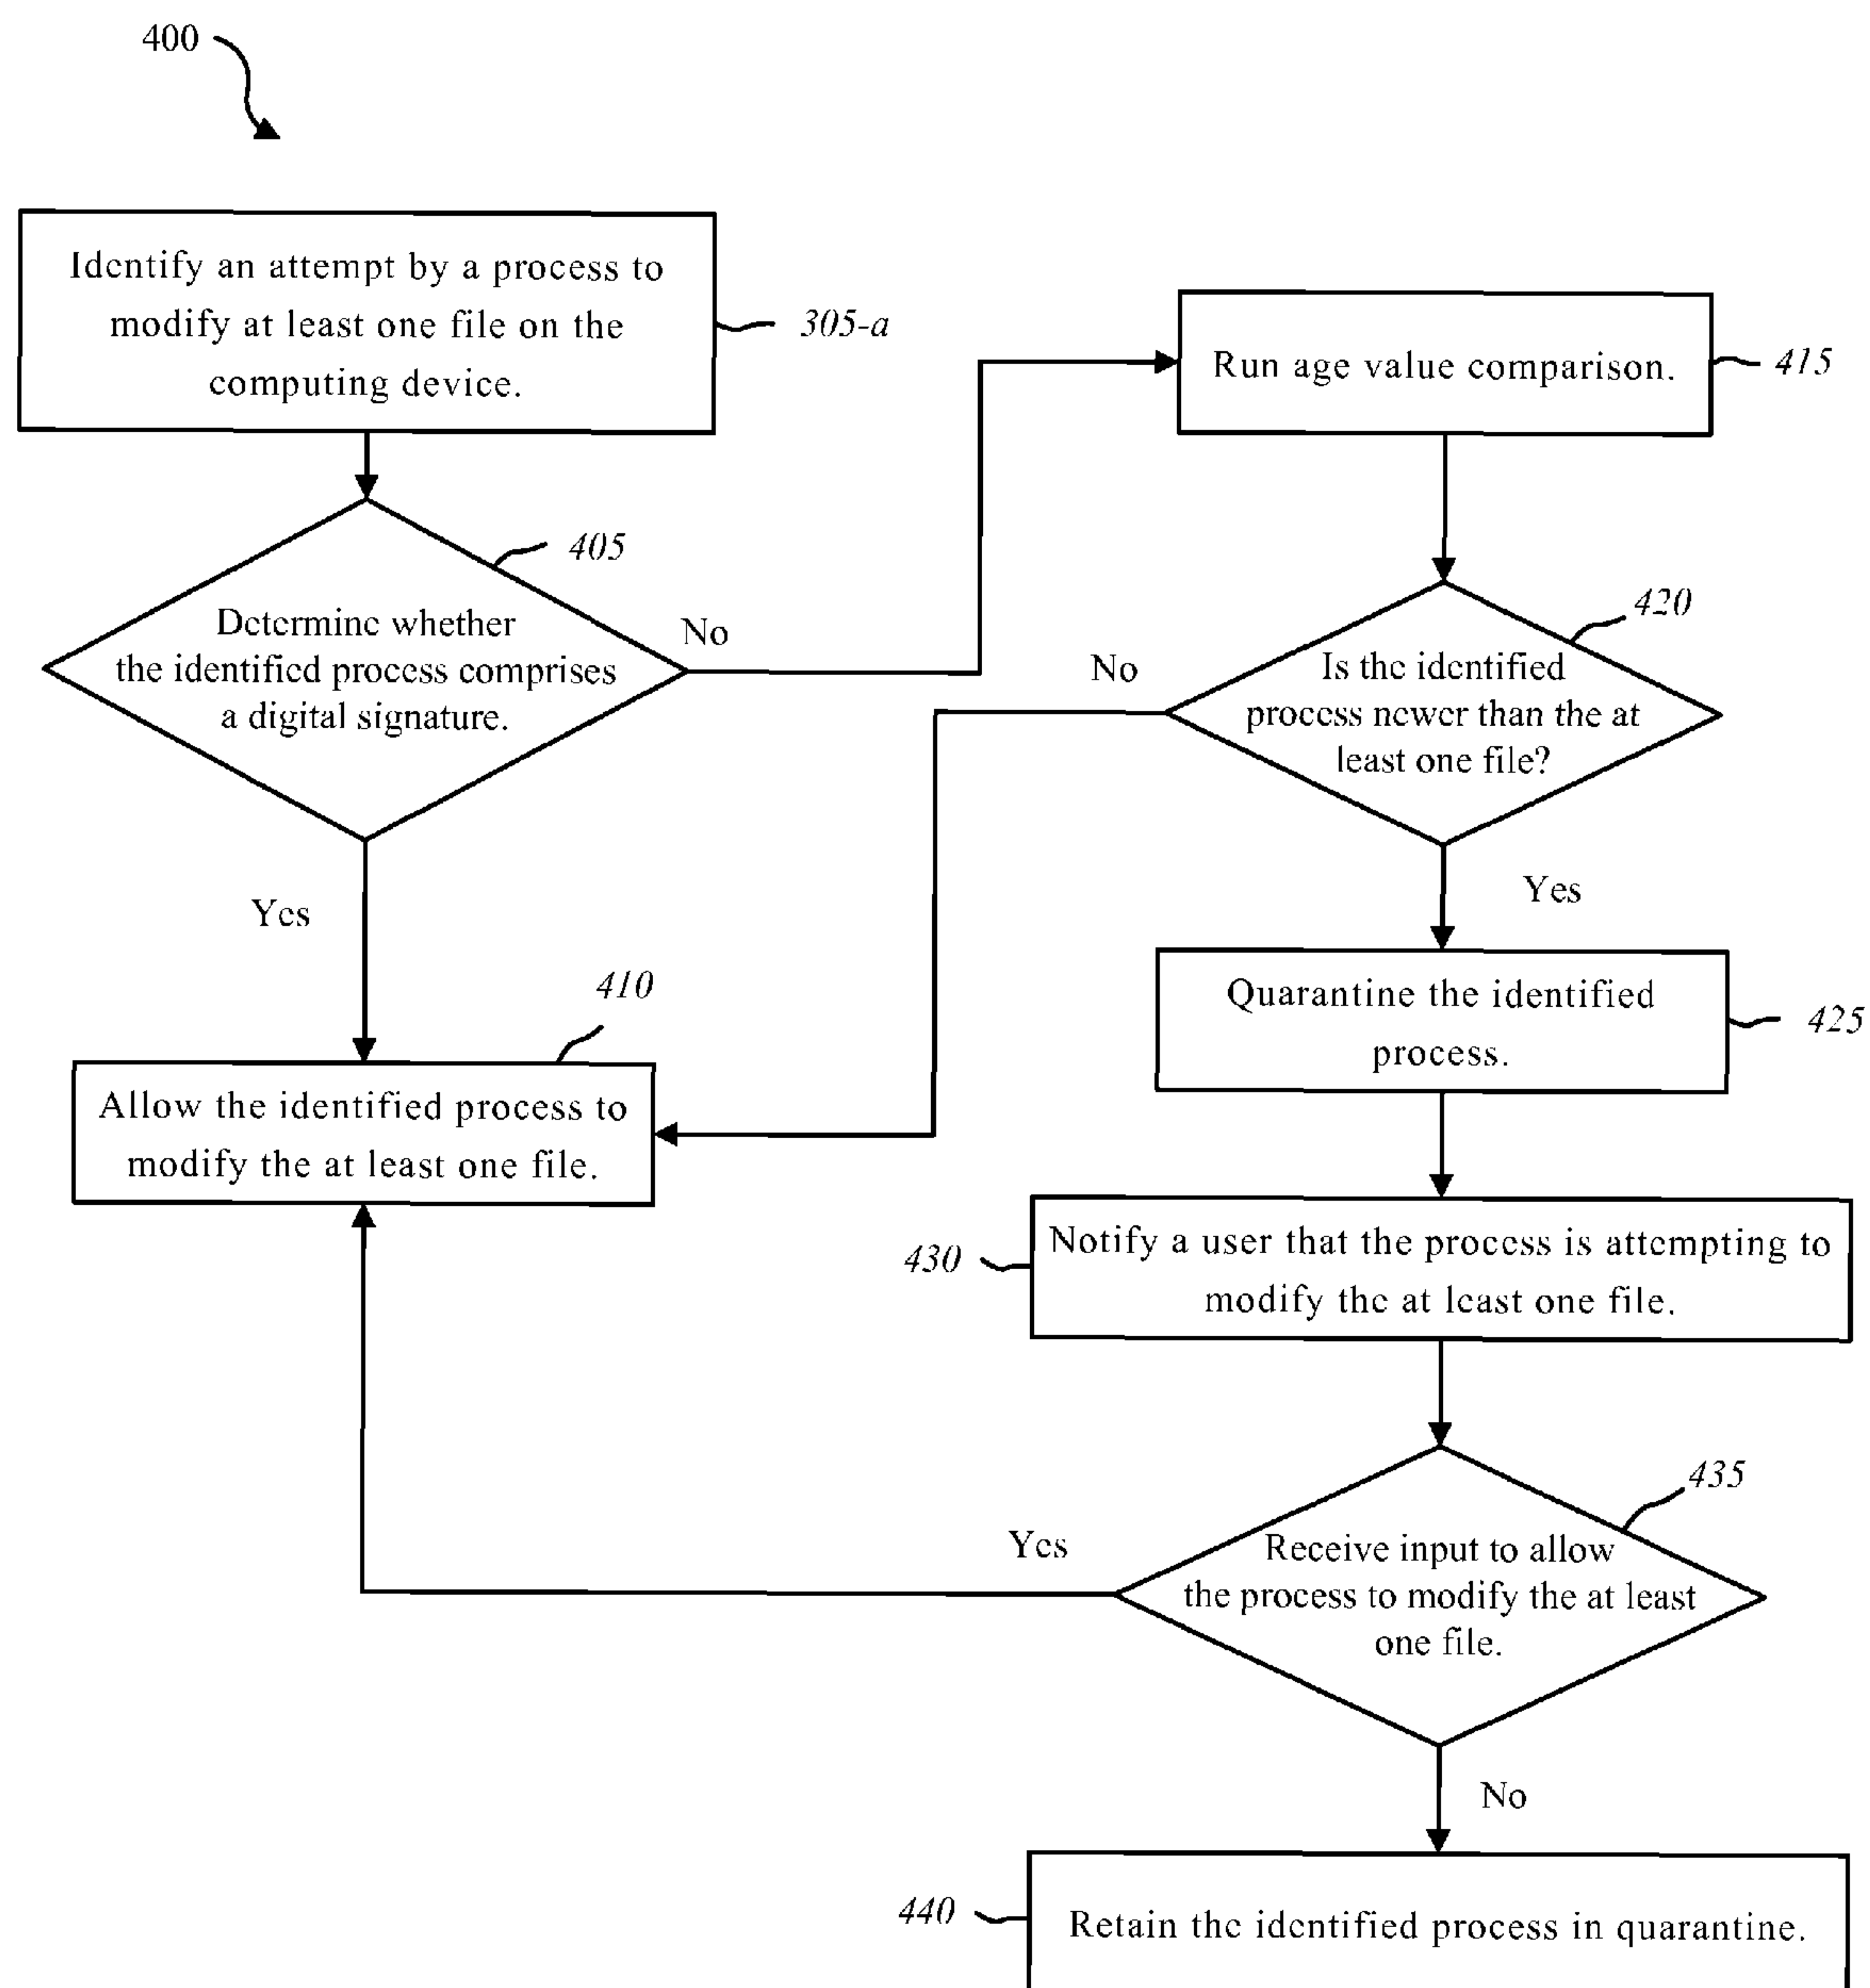 400
Identify an attempt by a process to
modify at least one file on the
computing device.
305-a
405
Determine whether
the identified process comprises
a digital signature.
No
Yes
410
Allow the identified process to
modify the at least one file.
Run age value comparison.
415
420
Is the identified
process newer than the at
least one file?
No
Yes
Quarantine the identified
process.
425
430
Notify a user that the process is attempting to
modify the at least one file.
435
Receive input to allow
the process to modify the at least
one file.
Yes
No
440
Retain the identified process in quarantine.